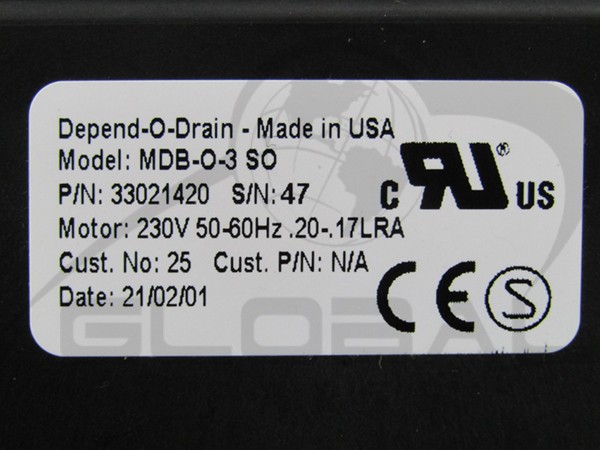 Depend-O-Drain - Made in USA
Model: MDB-O-3 SO
P/N: 33021420 S/N: 47
Motor: 230V 50-60Hz .20-.17LRA
Cust. No: 25 Cust. P/N: N/A
Date: 21/02/01
C RU ® US
CE S
GLOBAL